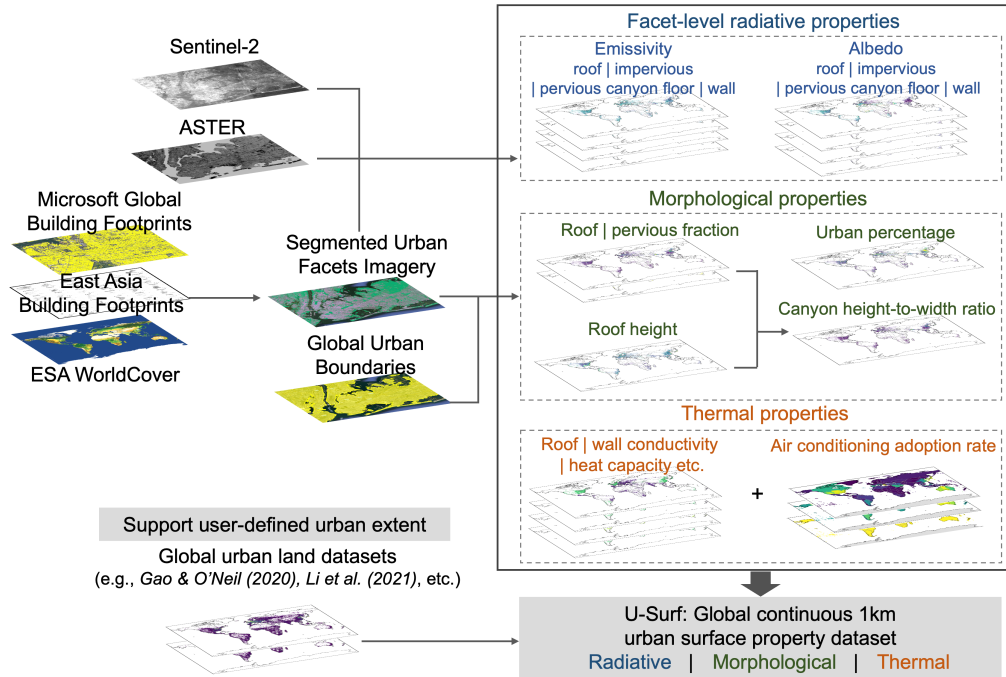 Sentinel-2
ASTER
Microsoft Global
Building Footprints
East Asia
Building Footprints
ESA WorldCover
Segmented Urban
Facets Imagery
Global Urban
Boundaries
Facet-level radiative properties
Emissivity
roof | impervious
| pervious canyon floor | wall
Albedo
roof | impervious
| pervious canyon floor | wall
Morphological properties
Roof | pervious fraction
Urban percentage
Roof height
Canyon height-to-width ratio
Thermal properties
Roof | wall conductivity
| heat capacity etc.
+
Air conditioning adoption rate
Support user-defined urban extent
Global urban land datasets
(e.g., Gao & O'Neil (2020), Li et al. (2021), etc.)
U-Surf: Global continuous 1km
urban surface property dataset
Radiative | Morphological | Thermal